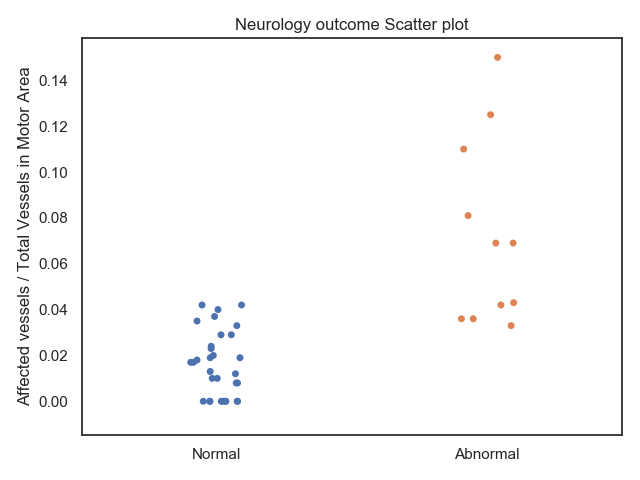 Neurology outcome Scatter plot
Affected vessels / Total Vessels in Motor Area
0.14
0.12
0.10
0.08
0.06
0.04
0.02
0.00
Normal
Abnormal